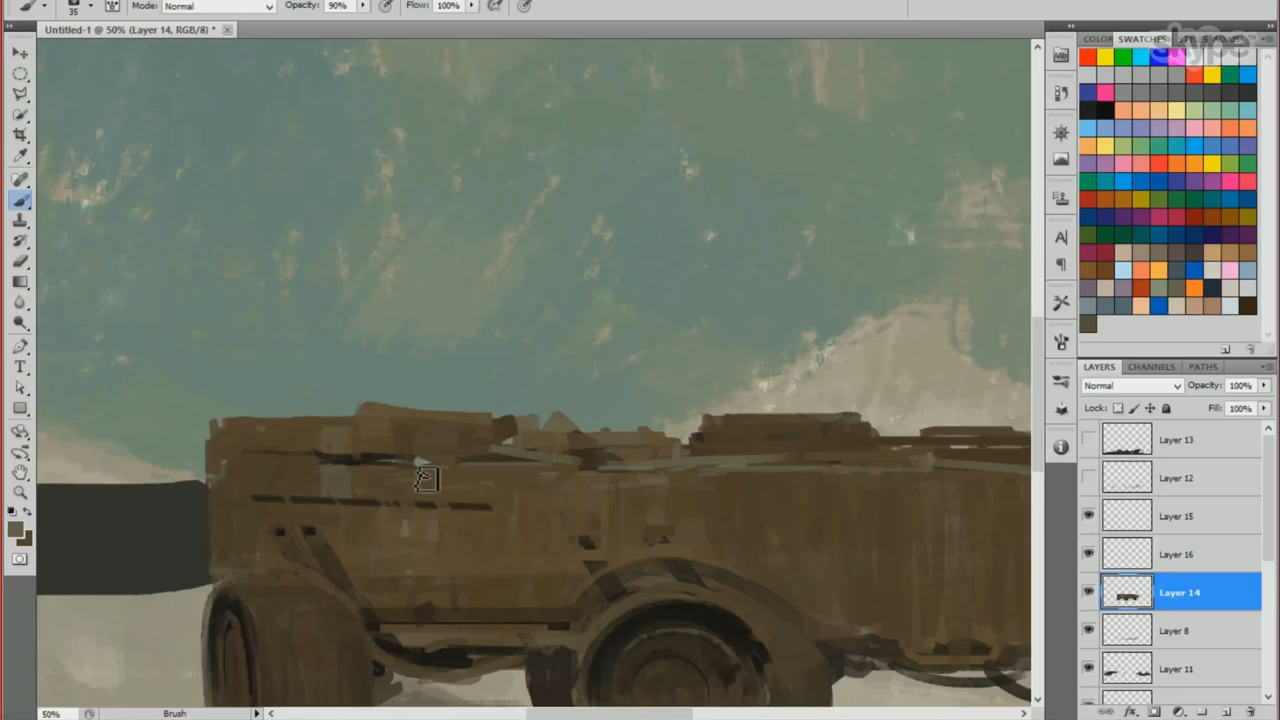 35 Mode: Normal Opacity: 90% Flow: 100%
Untitled-1 @ 50% (Layer 14, RGB/8) *
COLOR SWATCHES
skype
LAYERS CHANNELS PATHS
Normal Opacity: 100%
Lock: Fill: 100%
Layer 13
Layer 12
Layer 15
Layer 16
Layer 14
Layer 8
Layer 11
50% Brush